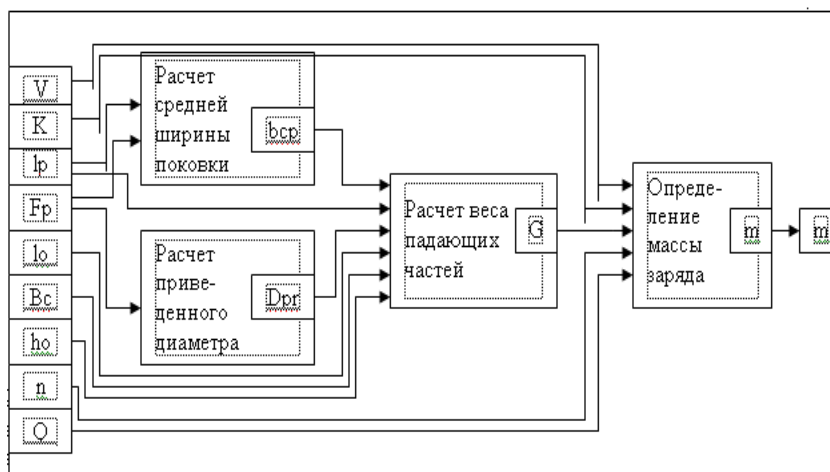 V
K
lp
Fp
lo
Bc
ho
n
Q
Расчет
средней
ширины
поковки
bcp
Расчет
приве-
денного
диаметра
Dpr
Расчет веса
падающих
частей
G
Опреде-
ление
массы
заряда
m
m